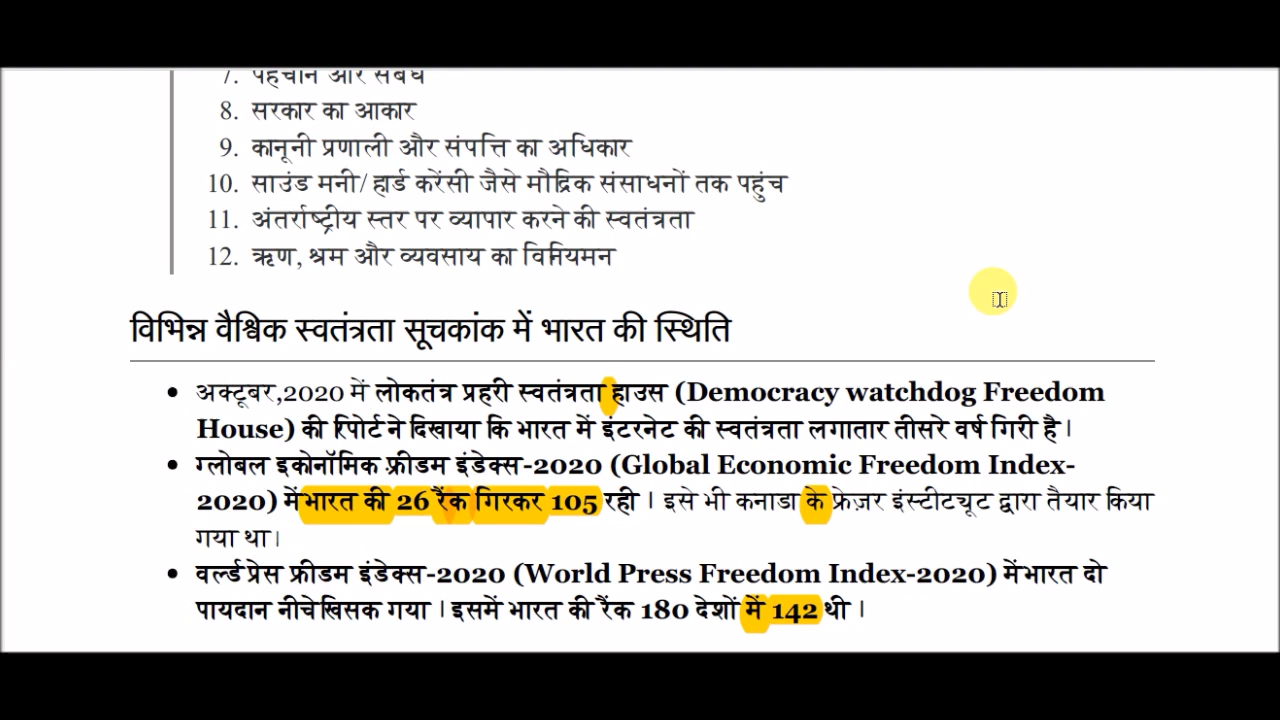 7. पहचान और संबंध
8. सरकार का आकार
9. कानूनी प्रणाली और संपत्ति का अधिकार
10. साउंड मनी/ हार्ड करेंसी जैसे मौद्रिक संसाधनों तक पहुंच
11. अंतर्राष्ट्रीय स्तर पर व्यापार करने की स्वतंत्रता
12. ऋण, श्रम और व्यवसाय का विनियमन
विभिन्न वैश्विक स्वतंत्रता सूचकांक में भारत की स्थिति
• अक्टूबर,2020 में लोकतंत्र प्रहरी स्वतंत्रता हाउस (Democracy watchdog Freedom
House) की रिपोर्ट ने दिखाया कि भारत में इंटरनेट की स्वतंत्रता लगातार तीसरे वर्ष गिरी है।
• ग्लोबल इकोनॉमिक फ्रीडम इंडेक्स-2020 (Global Economic Freedom Index-
2020) में भारत की 26 रैंक गिरकर 105 रही । इसे भी कनाडा के फ्रेज़र इंस्टीट्यूट द्वारा तैयार किया
गया था।
• वर्ल्ड प्रेस फ्रीडम इंडेक्स-2020 (World Press Freedom Index-2020) में भारत दो
पायदान नीचे खिसक गया । इसमें भारत की रैंक 180 देशों में 142 थी ।